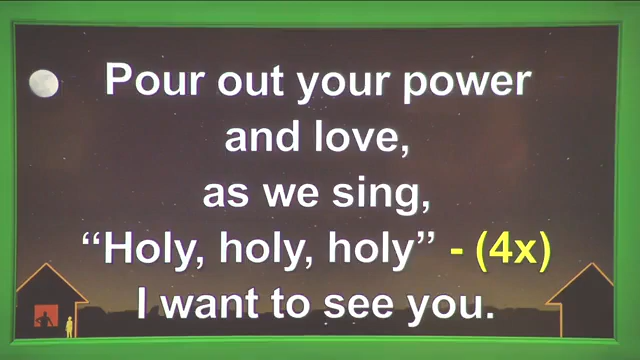 Pour out your power
and love,
as we sing,
“Holy, holy, holy” - (4x)
I want to see you.